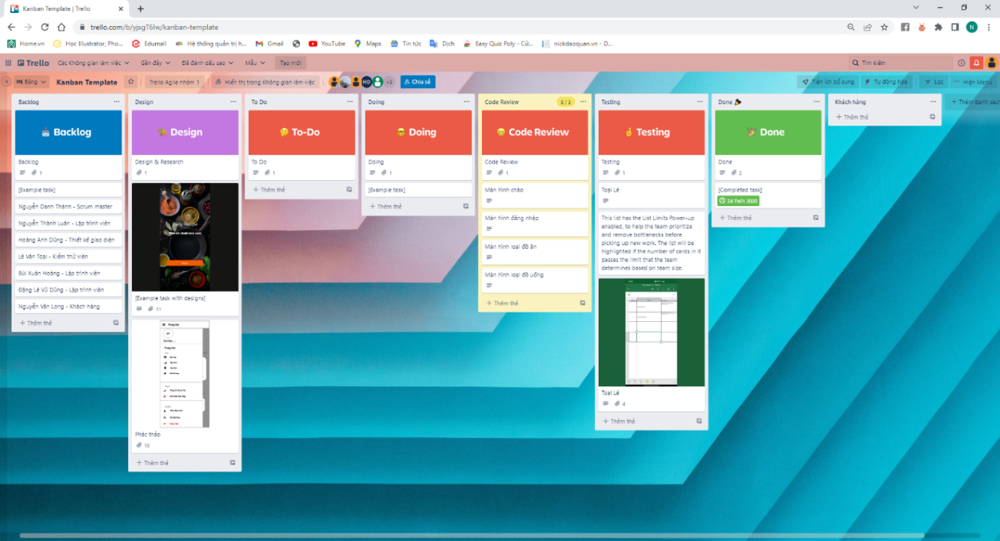 Kanban Template | Trello
trello.com/b/yjsgT6lw/kanban-template
Home.vn
Học Illustrator, Pho...
Edumall
Hệ thống quản trị h...
Gmail
YouTube
Maps
Tin tức
Dịch
Easy Quiz Poly - Cử...
nickdaoquan.vn - D...
N
Trello
Các Không gian làm việc
Gần đây
Đã đánh dấu sao
Mẫu
Tạo mới
Tìm kiếm
Bảng
Kanban Template
Trello Agile nhóm 1
Hiển thị trong Không gian làm việc
HD
+2
Chia sẻ
Tiện ích bổ sung
Tự động hóa
Lọc
Hiện Menu
Backlog
Backlog
Backlog
1
[Example task]
Nguyễn Danh Thành - Scrum master
Nguyễn Thành Luân - Lập trình viên
Hoàng Anh Dũng - Thiết kế giao diện
Lê Văn Toại - Kiểm thử viên
Bùi Xuân Hoàng - Lập trình viên
Đặng Lê Vũ Dũng - Lập trình viên
Nguyễn Văn Long - Khách hàng
+ Thêm thẻ
Design
Design
Design & Research
1
Daily Recipe
[Example task with designs]
11
Trang Chủ
Phác thảo
18
+ Thêm thẻ
To Do
To-Do
To Do
1
+ Thêm thẻ
Doing
Doing
Doing
1
[Example task]
+ Thêm thẻ
Code Review
5 / 3
Code Review
Code Review
1
Màn hình chào
Màn hình đăng nhập
Màn hình loại đồ ăn
Màn hình loại đồ uống
+ Thêm thẻ
Testing
Testing
Testing
1
Toại Lê
This list has the List Limits Power-up
enabled, to help the team prioritize
and remove bottlenecks before
picking up new work. The list will be
highlighted if the number of cards in it
passes the limit that the team
determines based on team size.
Toại Lê
4
+ Thêm thẻ
Done
Done
Done
2
[Completed task]
24 Th01 2020
+ Thêm thẻ
Khách hàng
+ Thêm thẻ
+ Thêm danh sách